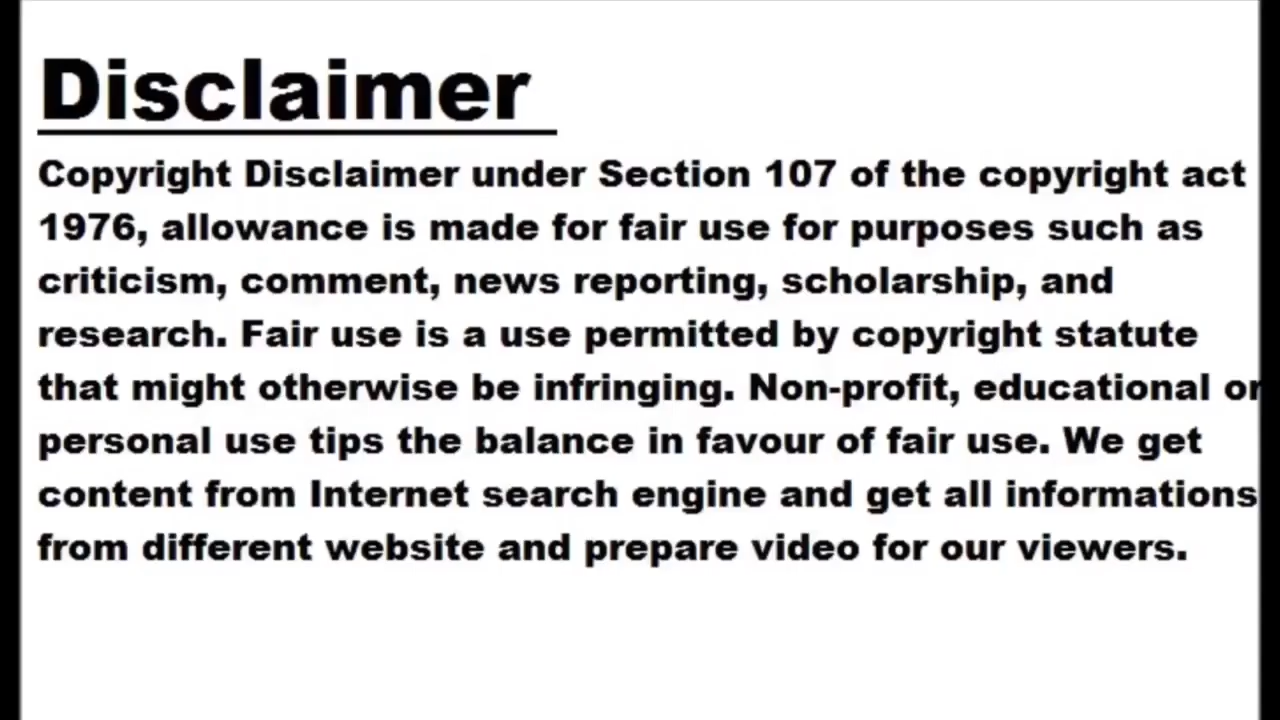 Disclaimer
Copyright Disclaimer under Section 107 of the copyright act
1976, allowance is made for fair use for purposes such as
criticism, comment, news reporting, scholarship, and
research. Fair use is a use permitted by copyright statute
that might otherwise be infringing. Non-profit, educational or
personal use tips the balance in favour of fair use. We get
content from Internet search engine and get all informations
from different website and prepare video for our viewers.